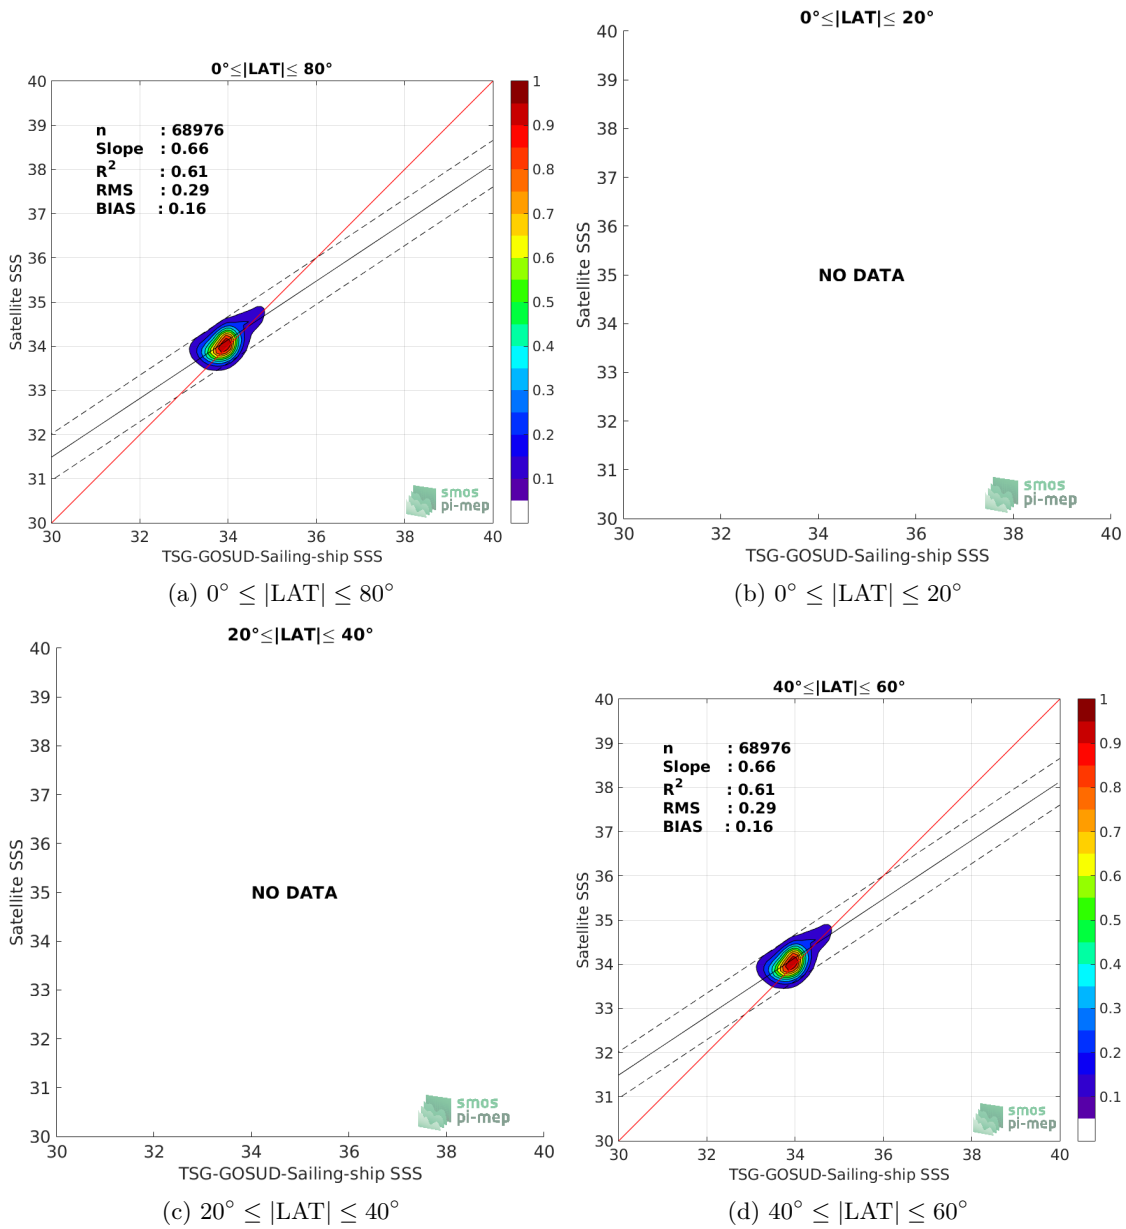 0°≤|LAT|≤ 80°
40
39
38
37
36
35
34
33
32
31
30
Satellite SSS
n : 68976
Slope : 0.66
R² : 0.61
RMS : 0.29
BIAS : 0.16
smos
pi-mep
30 32 34 36 38 40
TSG-GOSUD-Sailing-ship SSS
1
0.9
0.8
0.7
0.6
0.5
0.4
0.3
0.2
0.1
(a) 0° ≤ |LAT| ≤ 80°
0°≤|LAT|≤ 20°
40
39
38
37
36
35
34
33
32
31
30
Satellite SSS
NO DATA
smos
pi-mep
30 32 34 36 38 40
TSG-GOSUD-Sailing-ship SSS
(b) 0° ≤ |LAT| ≤ 20°
20°≤|LAT|≤ 40°
40
39
38
37
36
35
34
33
32
31
30
Satellite SSS
NO DATA
smos
pi-mep
30 32 34 36 38 40
TSG-GOSUD-Sailing-ship SSS
(c) 20° ≤ |LAT| ≤ 40°
40°≤|LAT|≤ 60°
40
39
38
37
36
35
34
33
32
31
30
Satellite SSS
n : 68976
Slope : 0.66
R² : 0.61
RMS : 0.29
BIAS : 0.16
smos
pi-mep
30 32 34 36 38 40
TSG-GOSUD-Sailing-ship SSS
1
0.9
0.8
0.7
0.6
0.5
0.4
0.3
0.2
0.1
(d) 40° ≤ |LAT| ≤ 60°